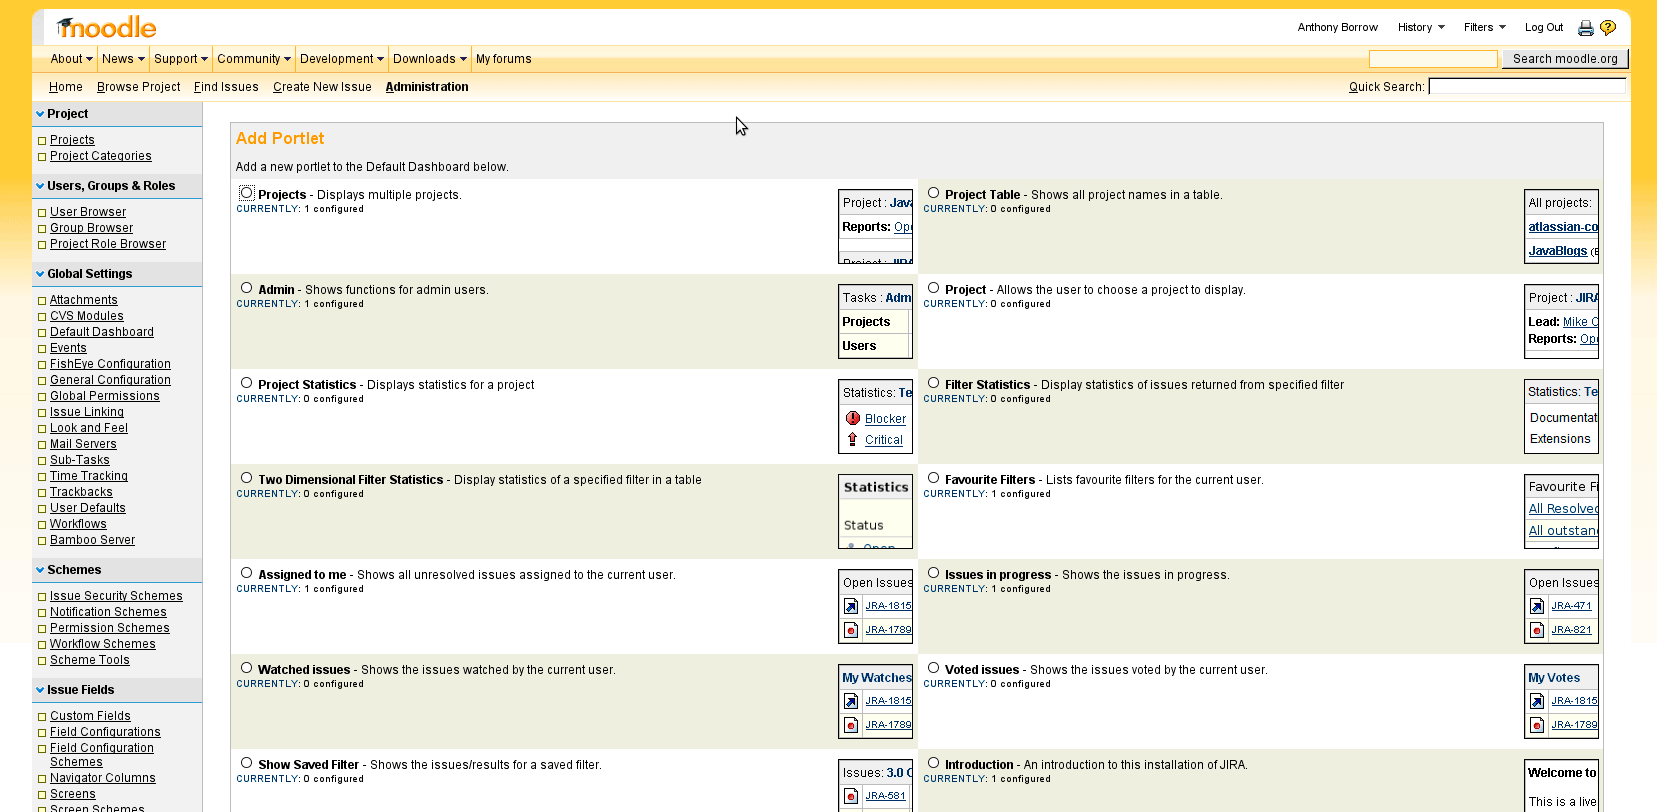 moodle
Anthony Borrow History Filters Log Out
About News Support Community Development Downloads My forums Search moodle.org
Home Browse Project Find Issues Create New Issue Administration Quick Search:
Project
Projects
Project Categories
Users, Groups & Roles
User Browser
Group Browser
Project Role Browser
Global Settings
Attachments
CVS Modules
Default Dashboard
Events
FishEye Configuration
General Configuration
Global Permissions
Issue Linking
Look and Feel
Mail Servers
Sub-Tasks
Time Tracking
Trackbacks
User Defaults
Workflows
Bamboo Server
Schemes
Issue Security Schemes
Notification Schemes
Permission Schemes
Workflow Schemes
Scheme Tools
Issue Fields
Custom Fields
Field Configurations
Field Configuration
Schemes
Navigator Columns
Screens
Screen Schemes
Add Portlet
Add a new portlet to the Default Dashboard below.
Projects - Displays multiple projects.
CURRENTLY: 1 configured
Project : Java
Reports: Ope
Project : JIRA
Project Table - Shows all project names in a table.
CURRENTLY: 0 configured
All projects:
atlassian-co
JavaBlogs (B
Admin - Shows functions for admin users.
CURRENTLY: 1 configured
Tasks : Adm
Projects
Users
Project - Allows the user to choose a project to display.
CURRENTLY: 0 configured
Project : JIRA
Lead: Mike C
Reports: Ope
Project Statistics - Displays statistics for a project
CURRENTLY: 0 configured
Statistics: Te
Blocker
Critical
Filter Statistics - Display statistics of issues returned from specified filter
CURRENTLY: 0 configured
Statistics: Te
Documentat
Extensions
Two Dimensional Filter Statistics - Display statistics of a specified filter in a table
CURRENTLY: 0 configured
Statistics
Status
Open
Favourite Filters - Lists favourite filters for the current user.
CURRENTLY: 1 configured
Favourite Fi
All Resolved
All outstan
Assigned to me - Shows all unresolved issues assigned to the current user.
CURRENTLY: 1 configured
Open Issues
JRA-1815
JRA-1789
Issues in progress - Shows the issues in progress.
CURRENTLY: 1 configured
Open Issues
JRA-471
JRA-821
Watched issues - Shows the issues watched by the current user.
CURRENTLY: 0 configured
My Watches
JRA-1815
JRA-1789
Voted issues - Shows the issues voted by the current user.
CURRENTLY: 0 configured
My Votes
JRA-1815
JRA-1789
Show Saved Filter - Shows the issues/results for a saved filter.
CURRENTLY: 0 configured
Issues: 3.0 C
JRA-581
Introduction - An introduction to this installation of JIRA.
CURRENTLY: 1 configured
Welcome to
This is a live